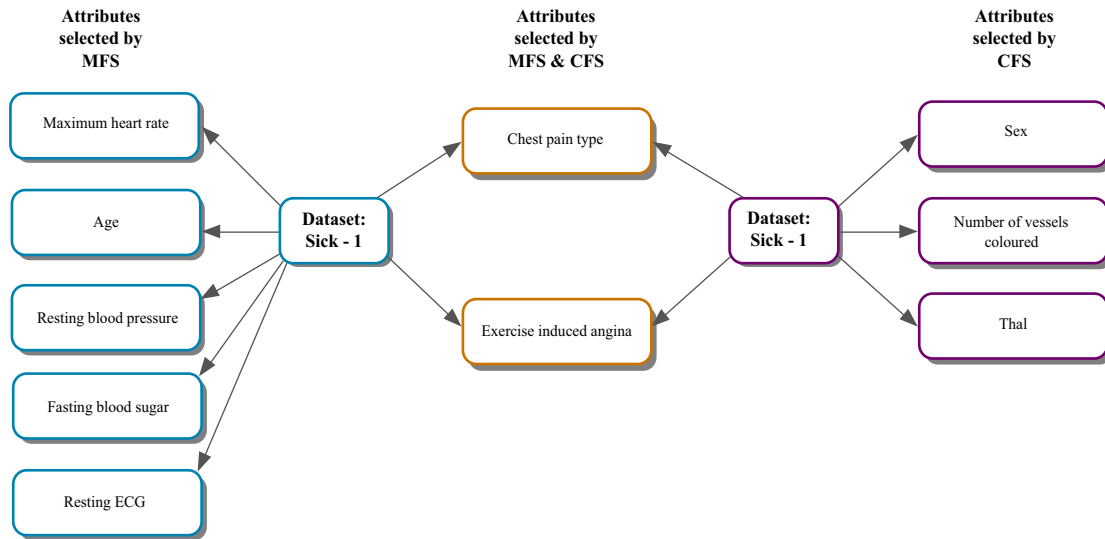 Attributes
selected by
MFS
Attributes
selected by
MFS & CFS
Attributes
selected by
CFS
Maximum heart rate
Age
Resting blood pressure
Fasting blood sugar
Resting ECG
Dataset:
Sick - 1
Chest pain type
Exercise induced angina
Dataset:
Sick - 1
Sex
Number of vessels
coloured
Thal